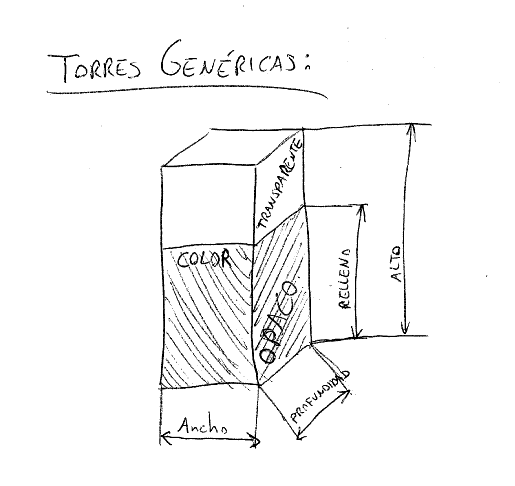 TORRES GENÉRICAS:
TRANSPARENTE
COLOR
OPACO
RELLENO
ALTO
PROFUNDIDAD
Ancho